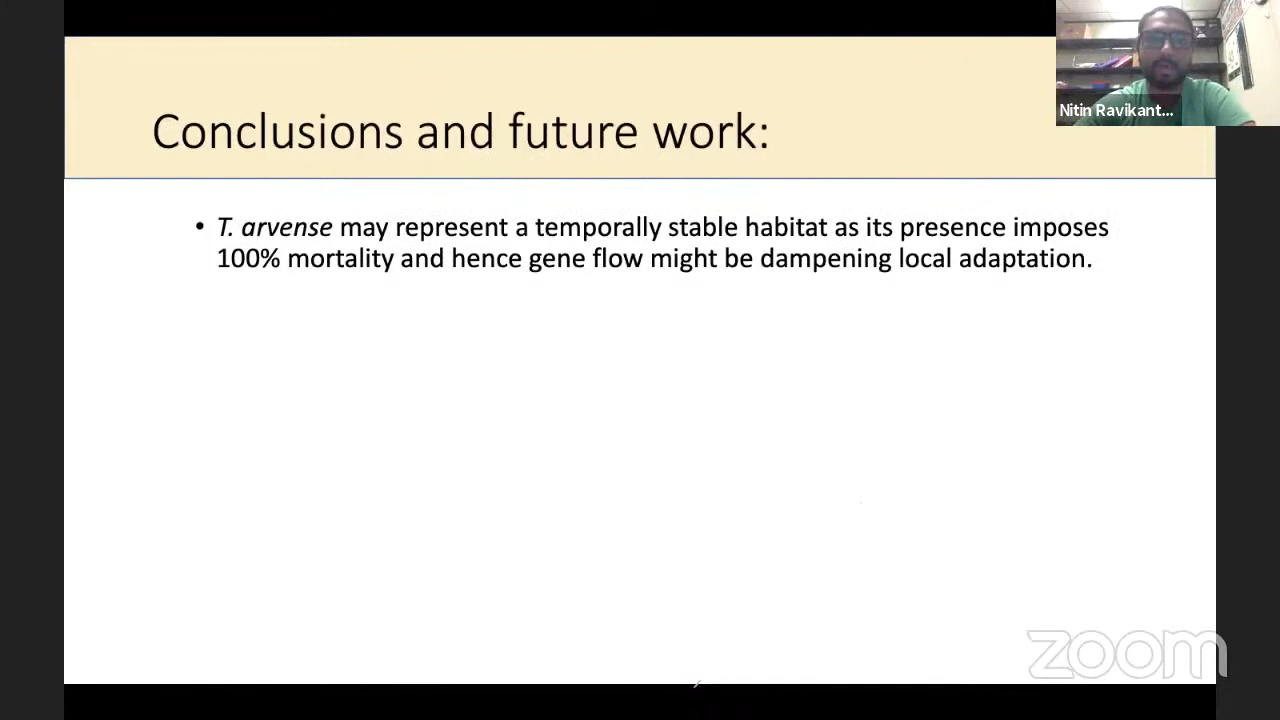 Nitin Ravikant...
Conclusions and future work:
• T. arvense may represent a temporally stable habitat as its presence imposes
100% mortality and hence gene flow might be dampening local adaptation.
zoom